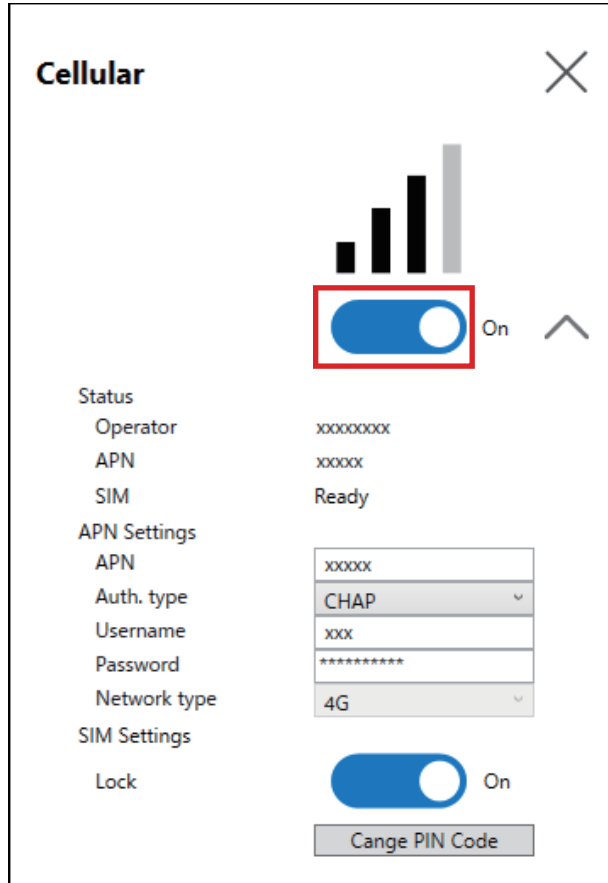 Cellular
On
Status
Operator xxxxxxxx
APN xxxxx
SIM Ready
APN Settings
APN xxxxx
Auth. type CHAP
Username xxx
Password **********
Network type 4G
SIM Settings
Lock On
Cange PIN Code